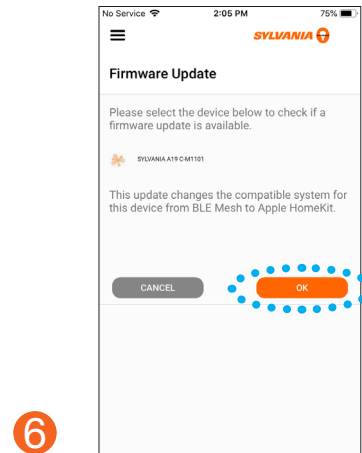 No Service 2:05 PM 75%
SYLVANIA
Firmware Update
Please select the device below to check if a
firmware update is available.
SYLVANIA A19 C-M1101
This update changes the compatible system for
this device from BLE Mesh to Apple HomeKit.
CANCEL OK
6